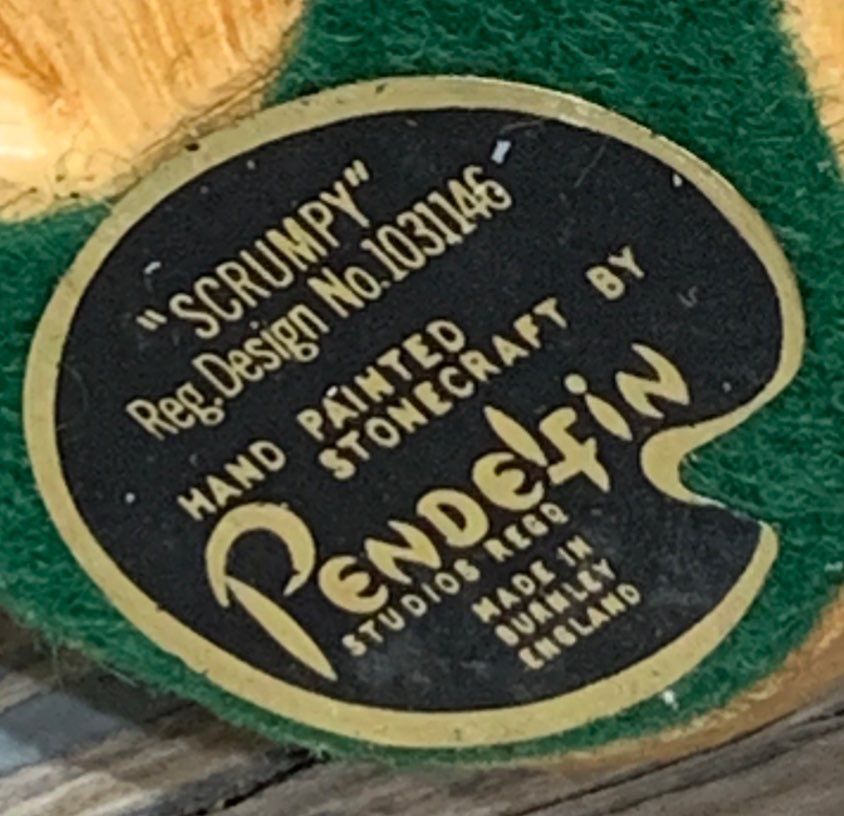 "SCRUMPY"
Reg. Design No. 1031146
HAND PAINTED
STONECRAFT BY
PENDELFIN
STUDIOS REGD
MADE IN
BURNLEY
ENGLAND